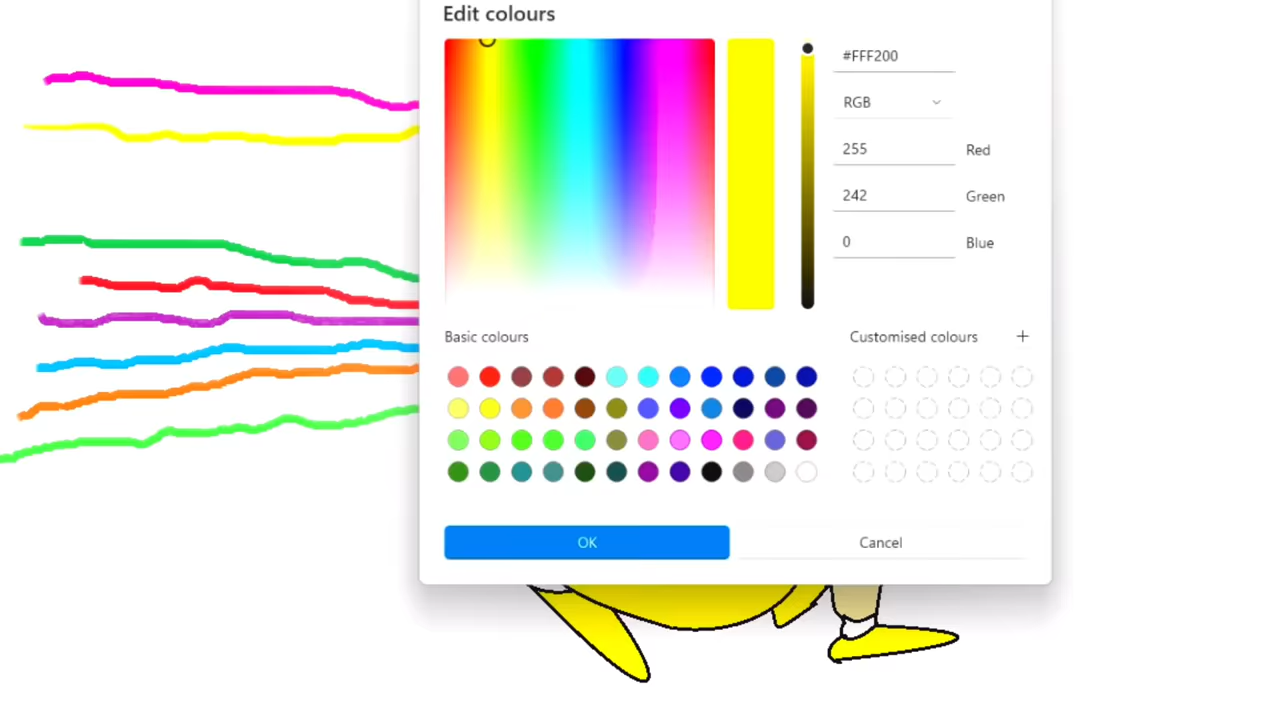 Edit colours
#FFF200
RGB
255 Red
242 Green
0 Blue
Basic colours
Customised colours +
OK Cancel